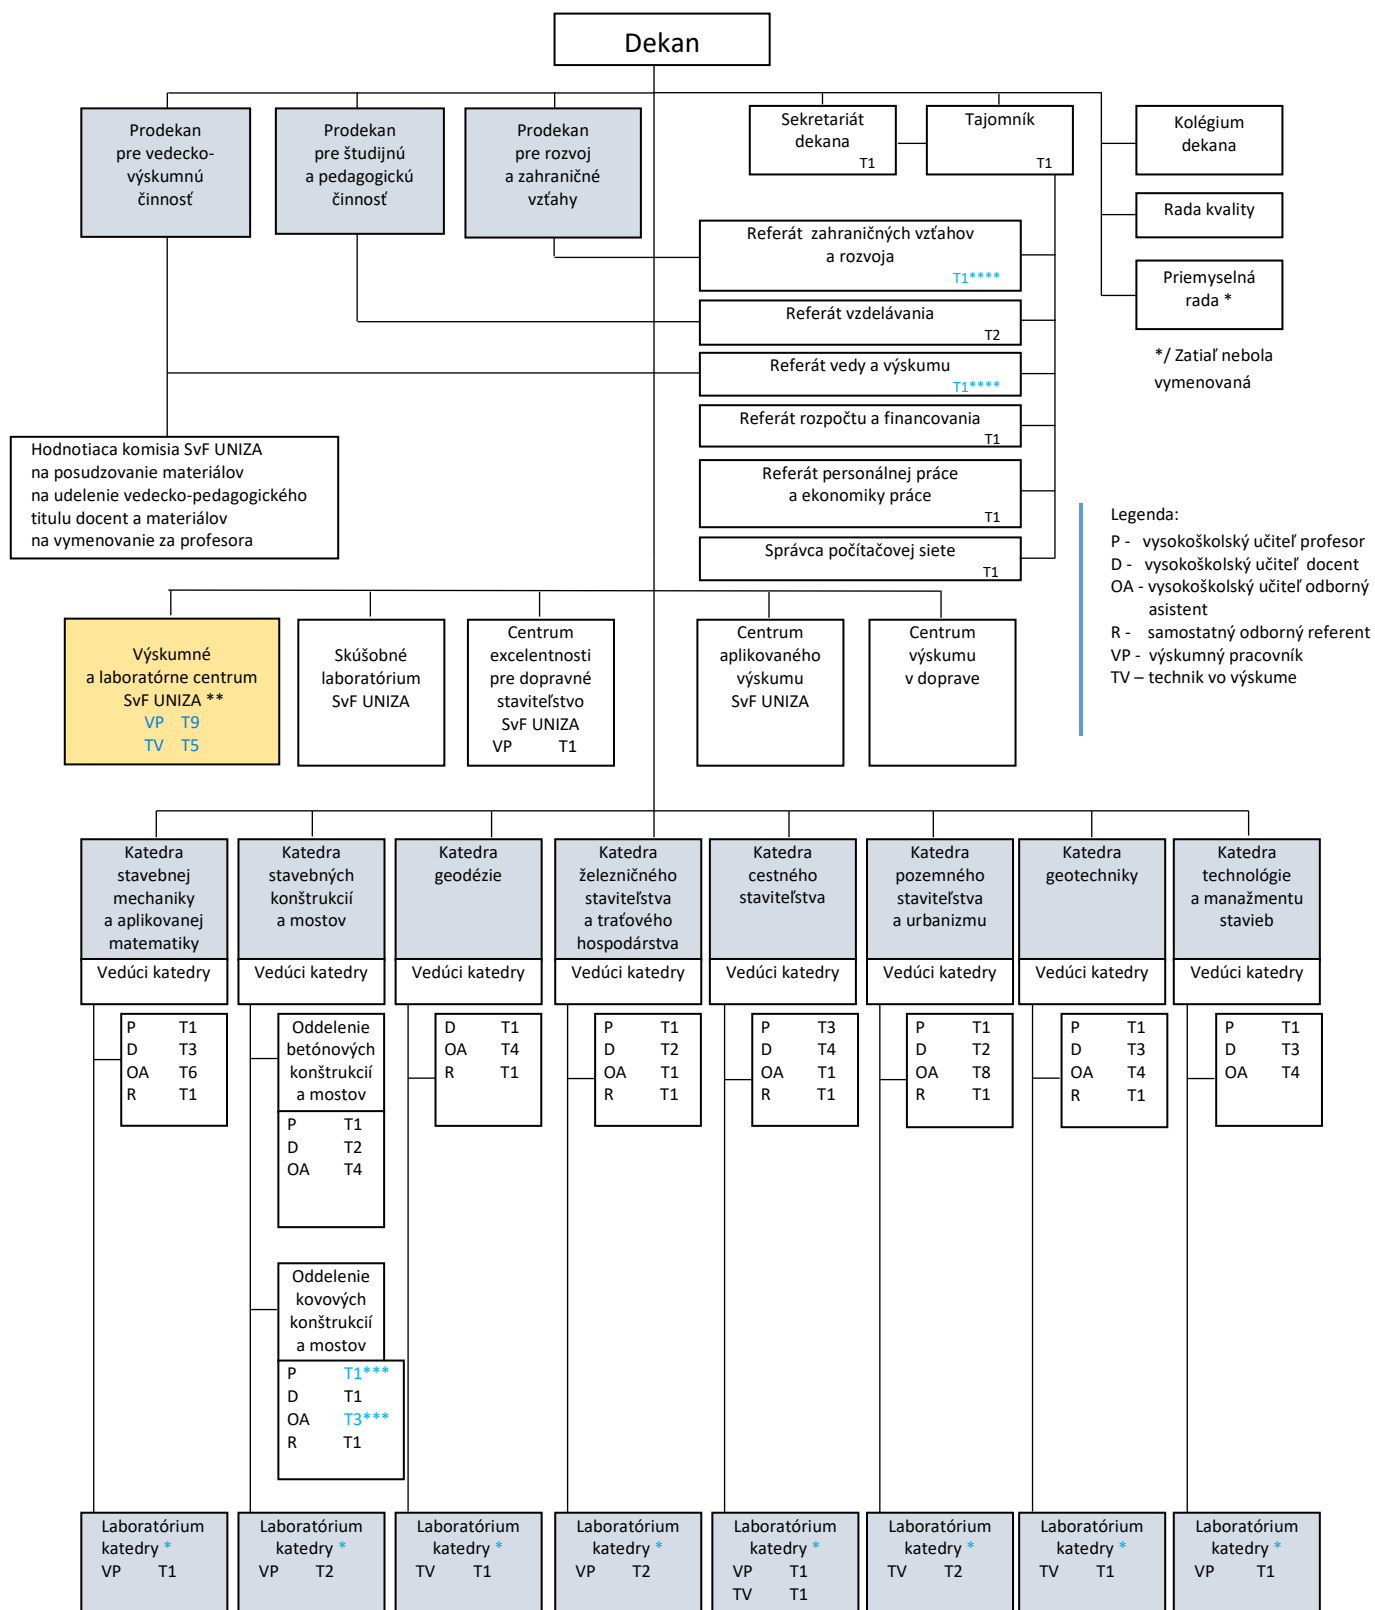 Dekan
Prodekan
pre vedecko-
výskumnú
činnosť
Prodekan
pre študijnú
a pedagogickú
činnosť
Prodekan
pre rozvoj
a zahraničné
vzťahy
Sekretariát
dekana
T1
Tajomník
T1
Kolégium
dekana
Rada kvality
Priemyselná
rada *
*/ Zatiaľ nebola
vymenovaná
Referát zahraničných vzťahov
a rozvoja
T1****
Referát vzdelávania
T2
Referát vedy a výskumu
T1****
Referát rozpočtu a financovania
T1
Referát personálnej práce
a ekonomiky práce
T1
Správca počítačovej siete
T1
Hodnotiaca komisia SvF UNIZA
na posudzovanie materiálov
na udelenie vedecko-pedagogického
titulu docent a materiálov
na vymenovanie za profesora
Legenda:
P - vysokoškolský učiteľ profesor
D - vysokoškolský učiteľ docent
OA - vysokoškolský učiteľ odborný
asistent
R - samostatný odborný referent
VP - výskumný pracovník
TV – technik vo výskume
Výskumné
a laboratórne centrum
SvF UNIZA **
VP T9
TV T5
Skúšobné
laboratórium
SvF UNIZA
Centrum
excelentnosti
pre dopravné
staviteľstvo
SvF UNIZA
VP T1
Centrum
aplikovaného
výskumu
SvF UNIZA
Centrum
výskumu
v doprave
Katedra
stavebnej
mechaniky
a aplikovanej
matematiky
Vedúci katedry
P T1
D T3
OA T6
R T1
Katedra
stavebných
konštrukcií
a mostov
Vedúci katedry
Oddelenie
betónových
konštrukcií
a mostov
P T1
D T2
OA T4
Oddelenie
kovových
konštrukcií
a mostov
P T1***
D T1
OA T3***
R T1
Katedra
geodézie
Vedúci katedry
D T1
OA T4
R T1
Katedra
železničného
staviteľstva
a traťového
hospodárstva
Vedúci katedry
P T1
D T2
OA T1
R T1
Katedra
cestného
staviteľstva
Vedúci katedry
P T3
D T4
OA T1
R T1
Katedra
pozemného
staviteľstva
a urbanizmu
Vedúci katedry
P T1
D T2
OA T8
R T1
Katedra
geotechniky
Vedúci katedry
P T1
D T3
OA T4
R T1
Katedra
technológie
a manažmentu
stavieb
Vedúci katedry
P T1
D T3
OA T4
Laboratórium
katedry *
VP T1
Laboratórium
katedry *
VP T2
Laboratórium
katedry *
TV T1
Laboratórium
katedry *
VP T2
Laboratórium
katedry *
VP T1
TV T1
Laboratórium
katedry *
TV T2
Laboratórium
katedry *
TV T1
Laboratórium
katedry *
VP T1